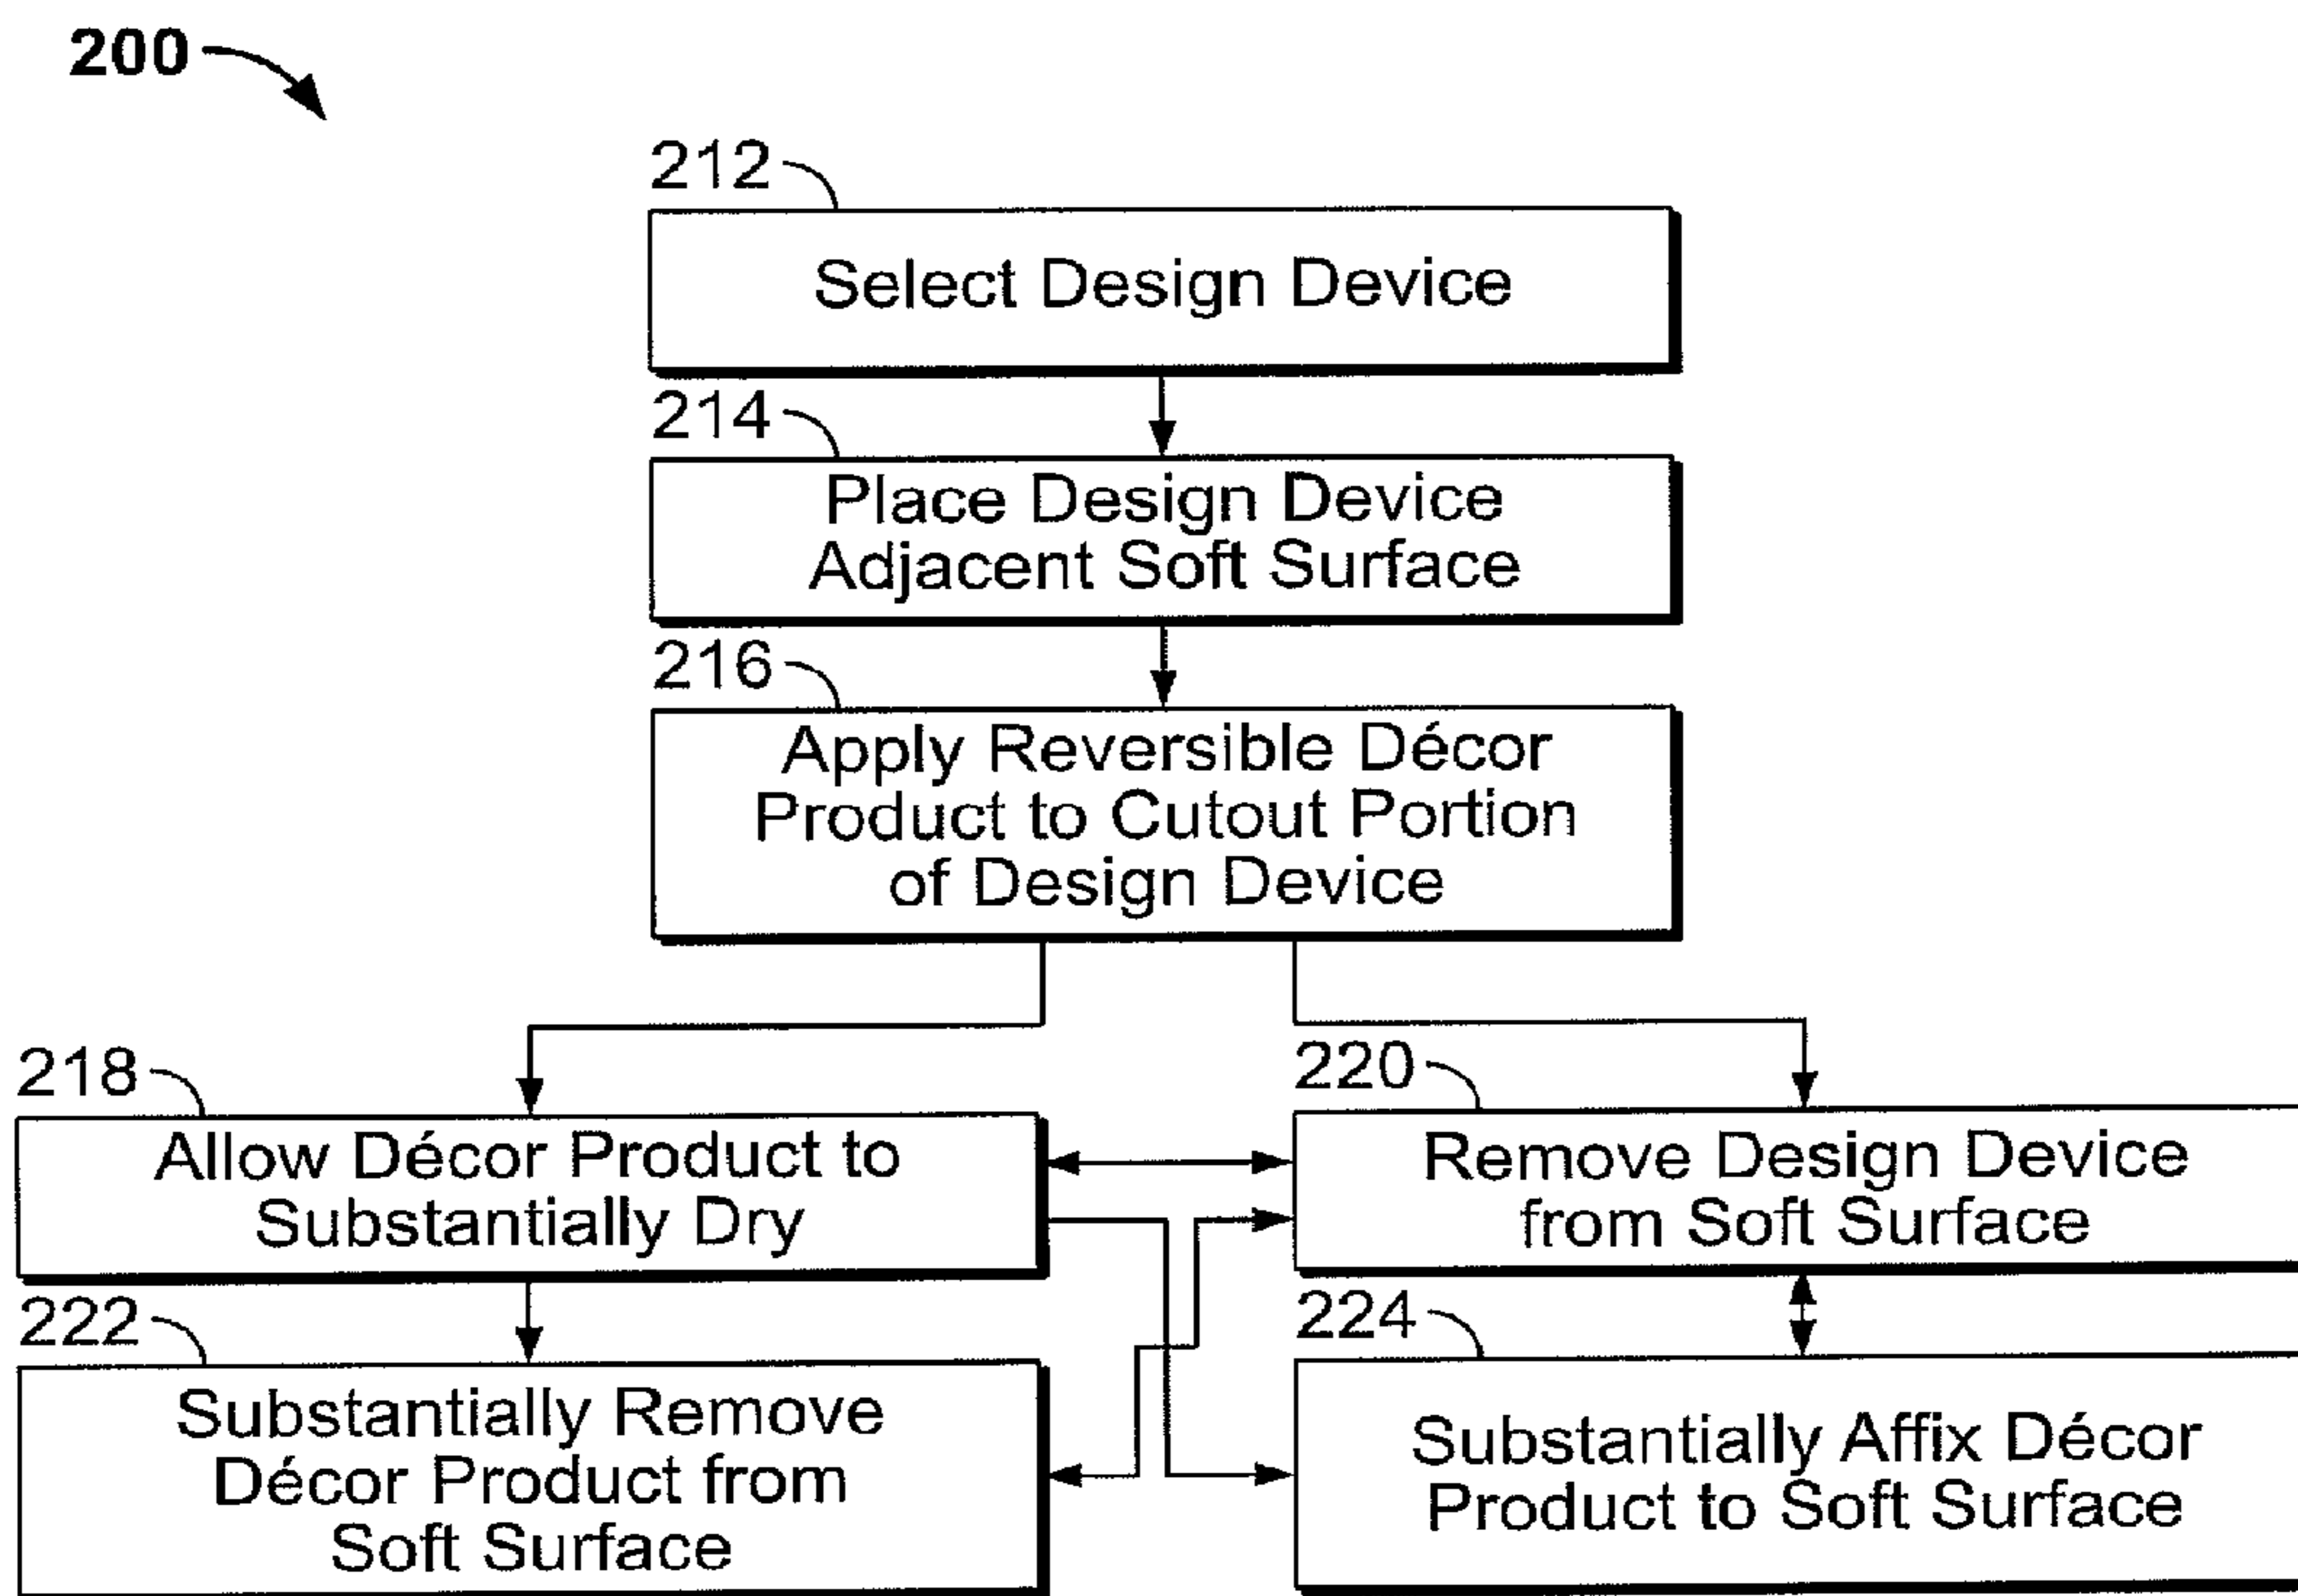 200
212
Select Design Device
214
Place Design Device
Adjacent Soft Surface
216
Apply Reversible Décor
Product to Cutout Portion
of Design Device
218
Allow Décor Product to
Substantially Dry
220
Remove Design Device
from Soft Surface
222
Substantially Remove
Décor Product from
Soft Surface
224
Substantially Affix Décor
Product to Soft Surface